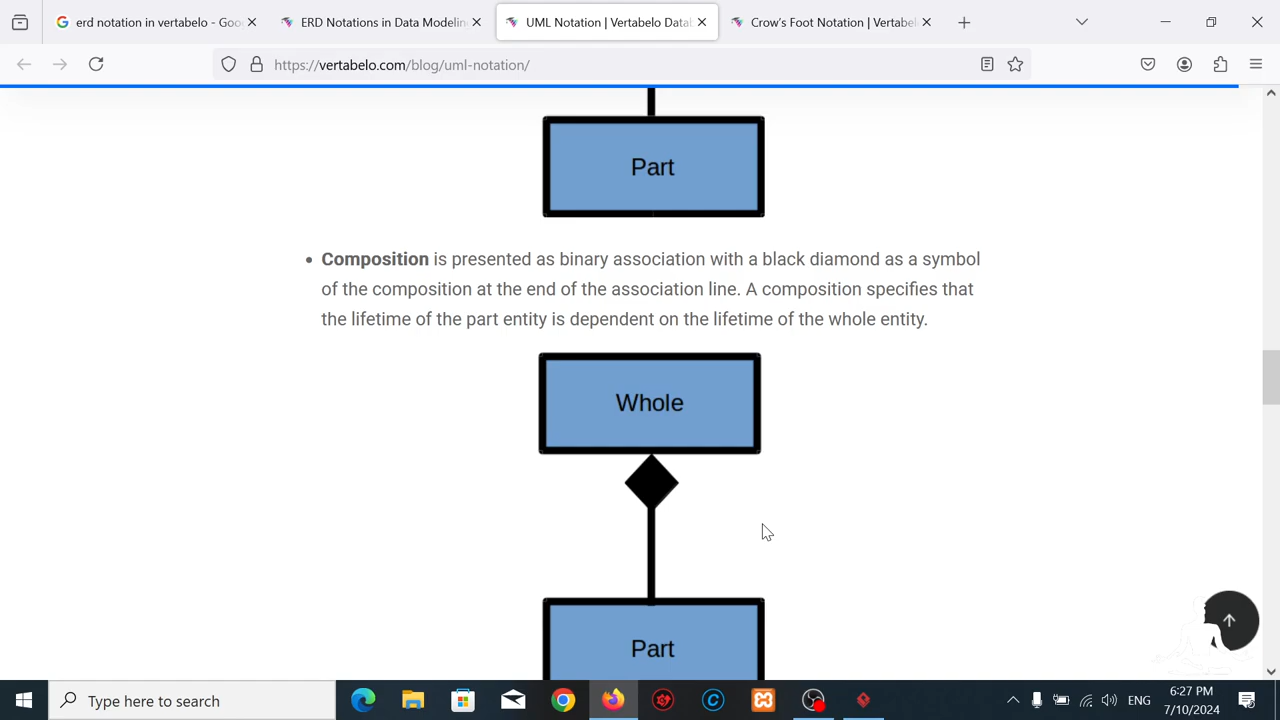 erd notation in vertabelo - Goo
ERD Notations in Data Modeling
UML Notation | Vertabelo Datab
Crow's Foot Notation | Vertabel
https://vertabelo.com/blog/uml-notation/
Part
• Composition is presented as binary association with a black diamond as a symbol
of the composition at the end of the association line. A composition specifies that
the lifetime of the part entity is dependent on the lifetime of the whole entity.
Whole
Part
Type here to search
ENG
6:27 PM
7/10/2024